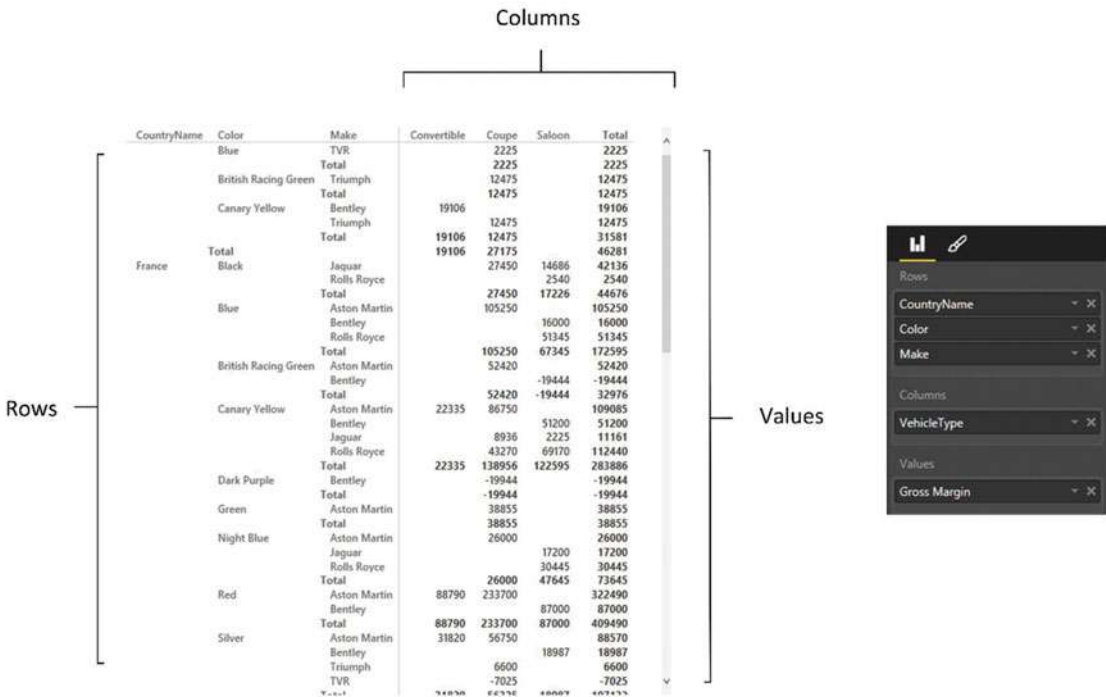 Columns
CountryName Color Make Convertible Coupe Saloon Total
Blue TVR 2225 2225
Total 2225 2225
British Racing Green Triumph 12475 12475
Total 12475 12475
Canary Yellow Bentley 19106 19106
Triumph 12475 12475
Total 19106 12475 31581
Total 19106 27175 46281
France Black Jaguar 27450 14686 42136
Rolls Royce 2540 2540
Total 27450 17226 44676
Blue Aston Martin 105250 105250
Bentley 16000 16000
Rolls Royce 51345 51345
Total 105250 67345 172595
British Racing Green Aston Martin 52420 52420
Bentley -19444 -19444
Total 52420 -19444 32976
Canary Yellow Aston Martin 22335 86750 109085
Bentley 51200 51200
Jaguar 8936 2225 11161
Rolls Royce 43270 69170 112440
Total 22335 138956 122595 283886
Dark Purple Bentley -19944 -19944
Total -19944 -19944
Green Aston Martin 38855 38855
Total 38855 38855
Night Blue Aston Martin 26000 26000
Jaguar 17200 17200
Rolls Royce 30445 30445
Total 26000 47645 73645
Red Aston Martin 88790 233700 322490
Bentley 87000 87000
Total 88790 233700 87000 409490
Silver Aston Martin 31820 56750 88570
Bentley 18987 18987
Triumph 6600 6600
TVR -7025 -7025
Rows
Values
Rows
CountryName
Color
Make
Columns
VehicleType
Values
Gross Margin